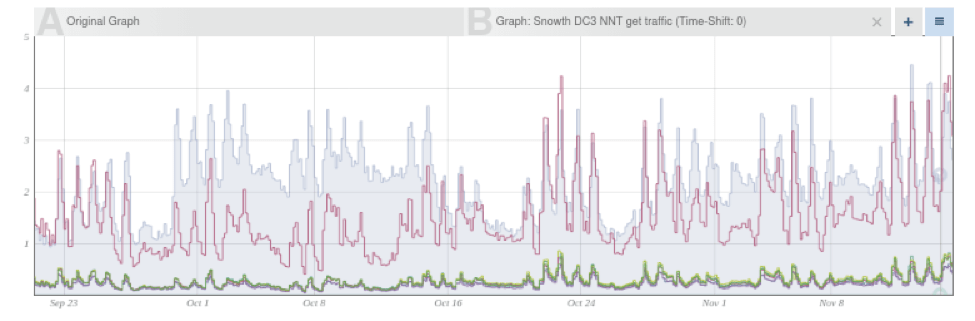 A Original Graph
B Graph: Snowth DC3 NNT get traffic (Time-Shift: 0) × + ≡
5
4
3
2
1
Sep 23 Oct 1 Oct 8 Oct 16 Oct 24 Nov 1 Nov 8